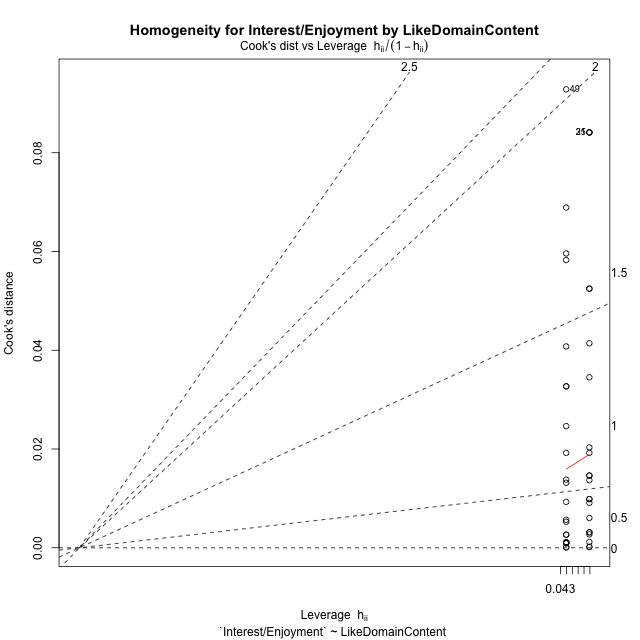 Homogeneity for Interest/Enjoyment by LikeDomainContent
Cook's dist vs Leverage hii/(1 − hii)
2.5
2
49
0.08
1.5
0.06
Cook's distance
0.04
1
0.02
0.5
0.00
0
0.043
Leverage hii
`Interest/Enjoyment` ~ LikeDomainContent